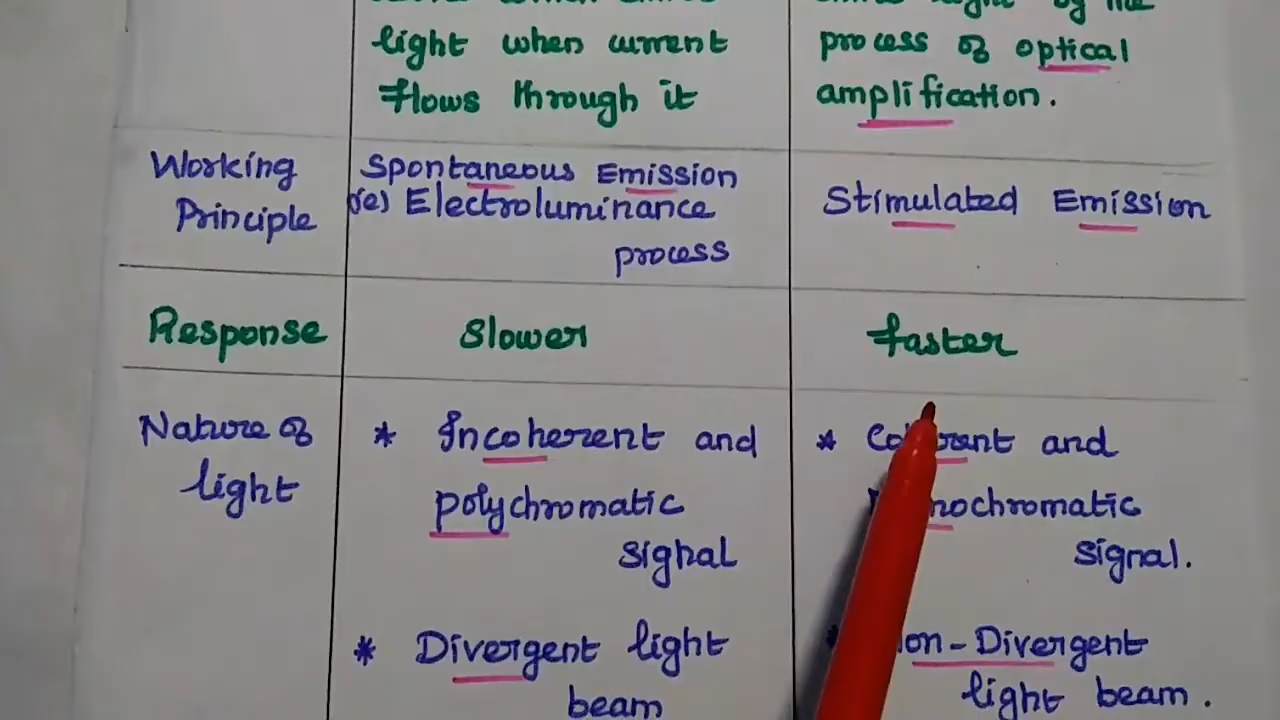 light when current
flows through it
process of optical
amplification.
Working
Principle
Spontaneous Emission
(ie) Electroluminance
process
Stimulated Emission
Response
Slower
faster
Nature of
light
* Incoherent and
polychromatic
signal
* Divergent light
beam
* and
signal.
light beam.